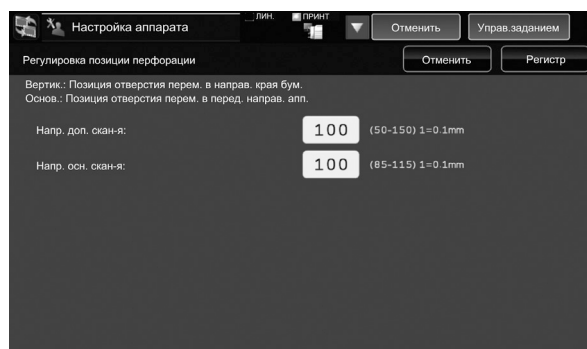 Настройка аппарата
ЛИН.
ПРИНТ
Отменить
Управ.заданием
Регулировка позиции перфорации
Отменить
Регистр
Вертик.: Позиция отверстия перем. в направ. края бум.
Основ.: Позиция отверстия перем. в перед. направ. апп.
Напр. доп. скан-я: 100 (50-150) 1=0.1mm
Напр. осн. скан-я: 100 (85-115) 1=0.1mm